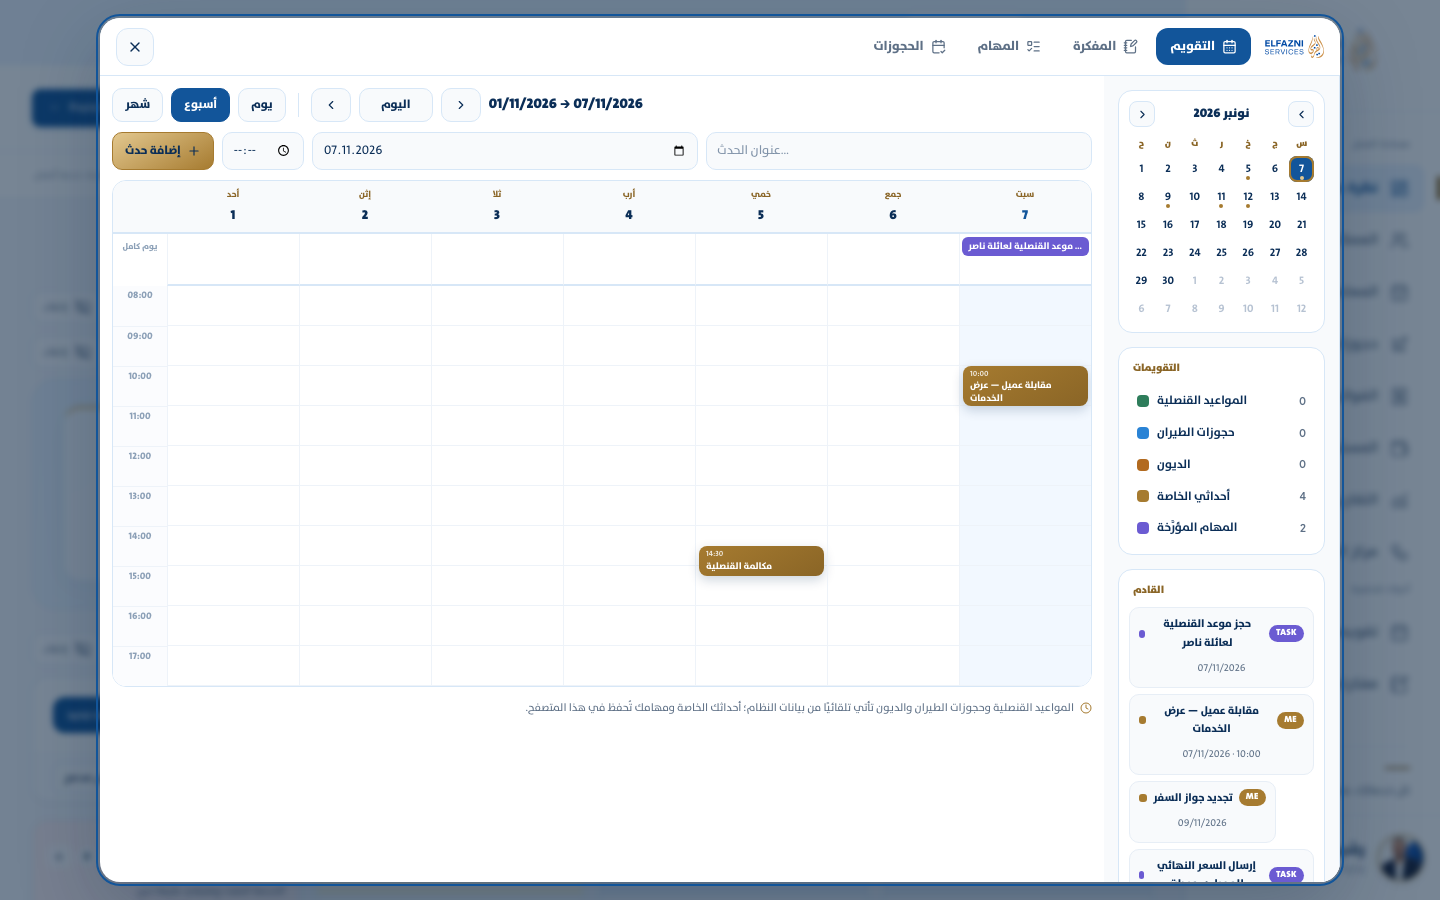 ELFAZNI
SERVICES
التقويم
المفكرة
المهام
الحجوزات
نونبر 2026
س ج خ ر ث ن ح
7 6 5 4 3 2 1
14 13 12 11 10 9 8
21 20 19 18 17 16 15
28 27 26 25 24 23 22
5 4 3 2 1 30 29
12 11 10 9 8 7 6
التقويمات
المواعيد القنصلية 0
حجوزات الطيران 0
الديون 0
أحداثي الخاصة 4
المهام المؤرَّخة 2
القادم
TASK
حجز موعد القنصلية
لعائلة ناصر
07/11/2026
ME
مقابلة عميل — عرض
الخدمات
07/11/2026 · 10:00
ME
تجديد جواز السفر
09/11/2026
TASK
إرسال السعر النهائي
01/11/2026 → 07/11/2026
اليوم
يوم
أسبوع
شهر
عنوان الحدث...
07.11.2026
--:--
إضافة حدث
سبت جمع خمي أرب ثلا إثن أحد
7 6 5 4 3 2 1
يوم كامل
موعد القنصلية لعائلة ناصر ...
08:00
09:00
10:00
10:00
مقابلة عميل — عرض
الخدمات
11:00
12:00
13:00
14:00
14:30
مكالمة القنصلية
15:00
16:00
17:00
المواعيد القنصلية وحجوزات الطيران والديون تأتي تلقائيًا من بيانات النظام؛ أحداثك الخاصة ومهامك تُحفظ في هذا المتصفح.